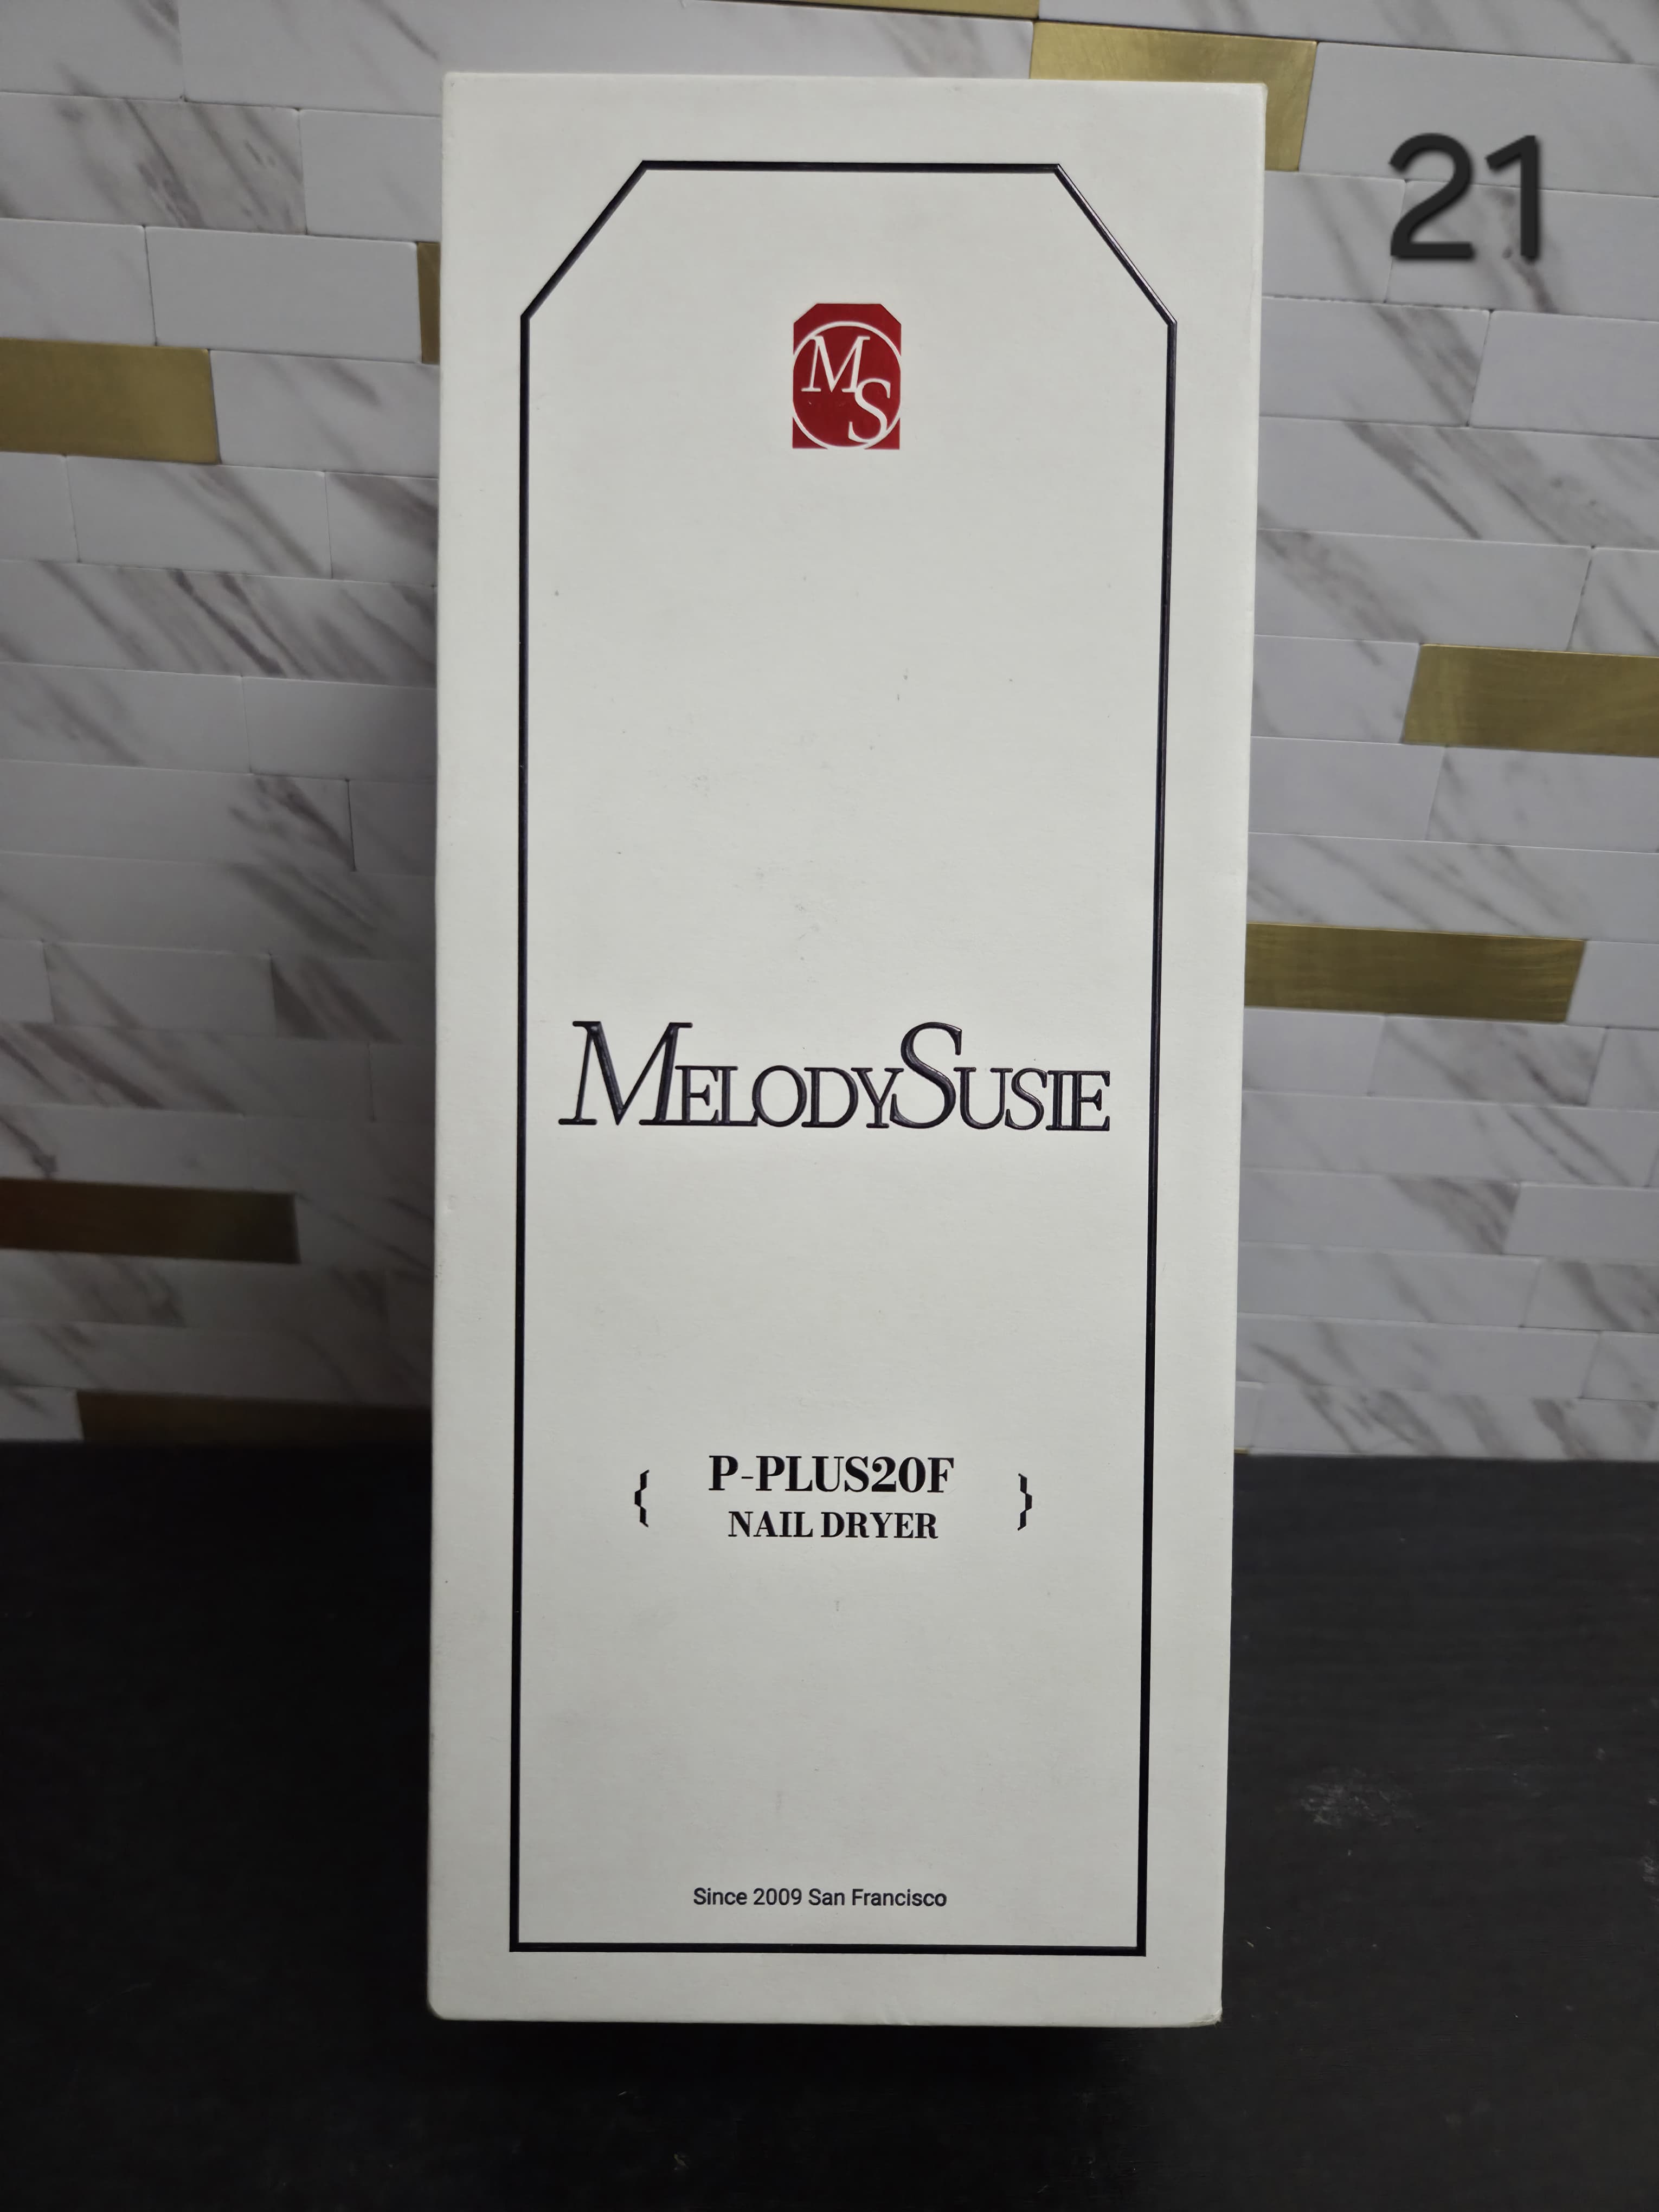 21
MS
MELODYSUSIE
{ P-PLUS20F }
NAIL DRYER
Since 2009 San Francisco